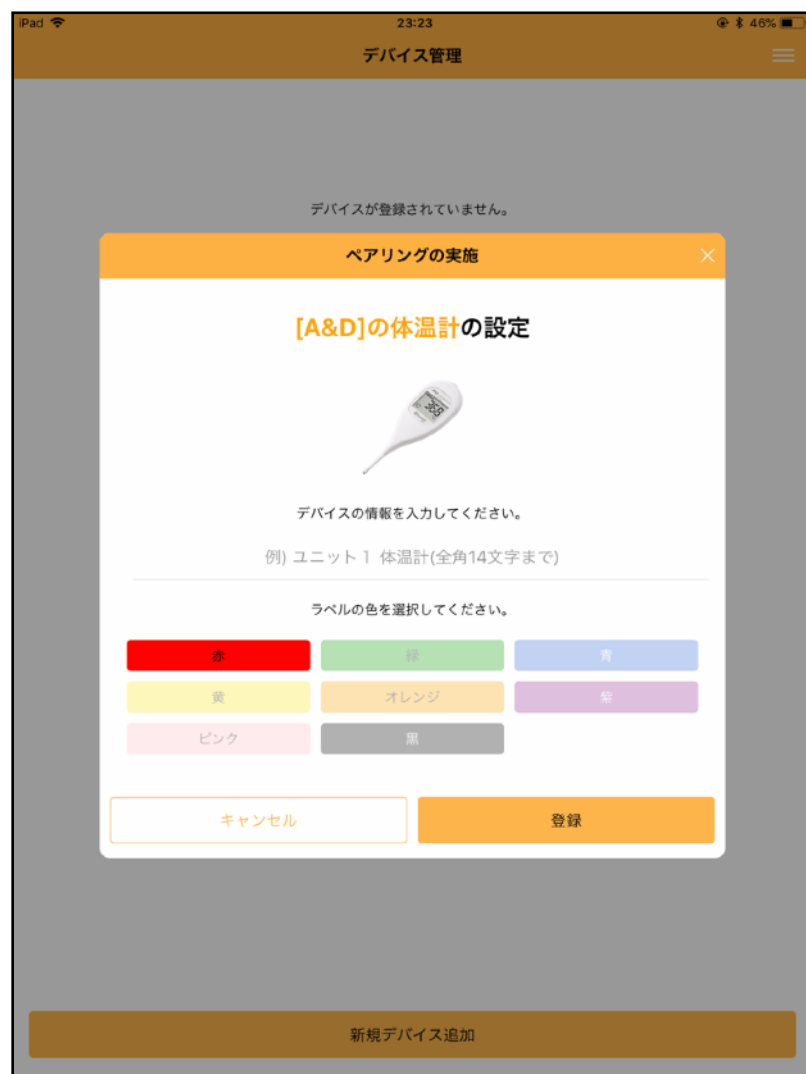 iPad 23:23 46%
デバイス管理
デバイスが登録されていません。
ペアリングの実施
[A&D]の体温計の設定
36.8
デバイスの情報を入力してください。
例) ユニット1 体温計(全角14文字まで)
ラベルの色を選択してください。
赤 緑 青
黄 オレンジ 紫
ピンク 黒
キャンセル 登録
新規デバイス追加